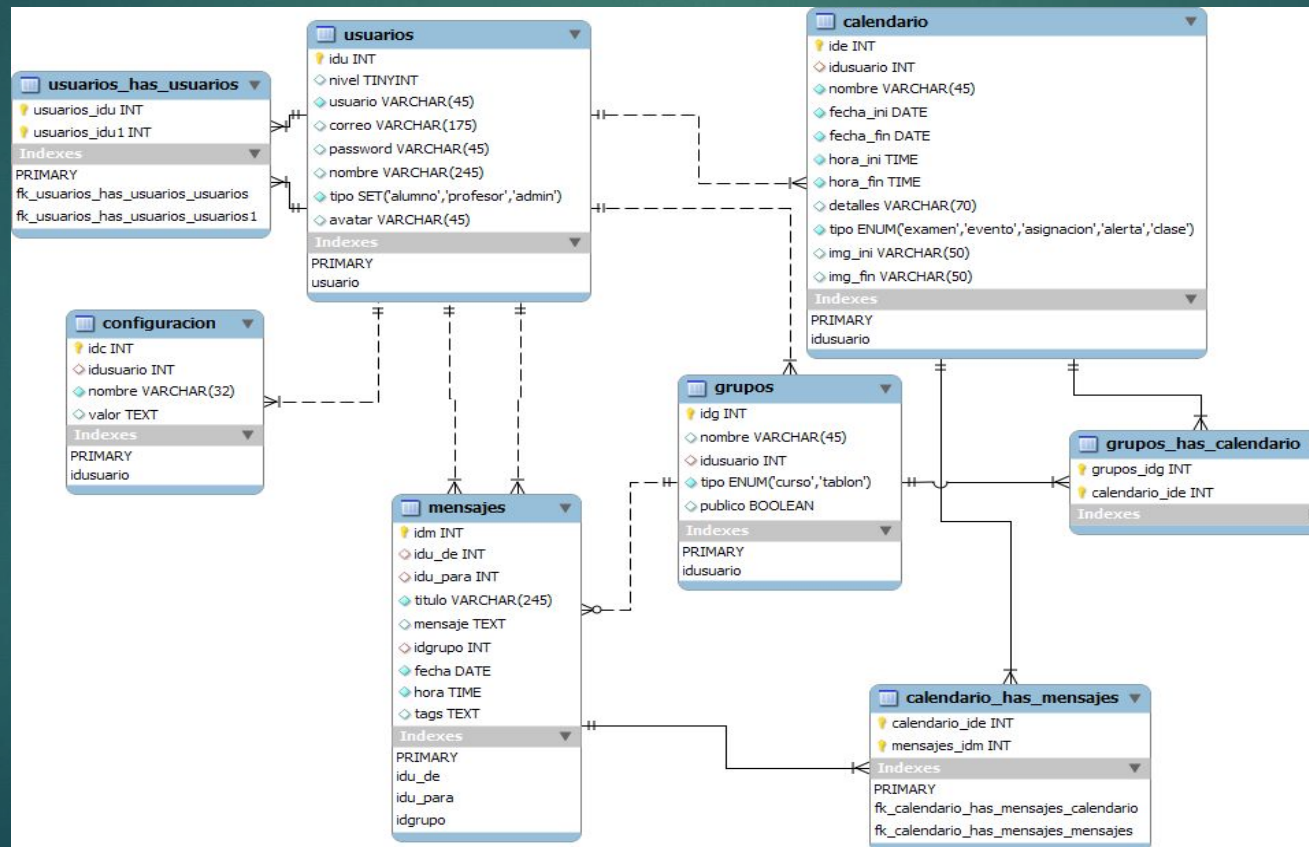 usuarios_has_usuarios
usuarios_idu INT
usuarios_idu1 INT
Indexes
PRIMARY
fk_usuarios_has_usuarios_usuarios
fk_usuarios_has_usuarios_usuarios1
usuarios
idu INT
nivel TINYINT
usuario VARCHAR(45)
correo VARCHAR(175)
password VARCHAR(45)
nombre VARCHAR(245)
tipo SET('alumno','profesor','admin')
avatar VARCHAR(45)
Indexes
PRIMARY
usuario
calendario
ide INT
idusuario INT
nombre VARCHAR(45)
fecha_ini DATE
fecha_fin DATE
hora_ini TIME
hora_fin TIME
detalles VARCHAR(70)
tipo ENUM('examen','evento','asignacion','alerta','clase')
img_ini VARCHAR(50)
img_fin VARCHAR(50)
Indexes
PRIMARY
idusuario
configuracion
idc INT
idusuario INT
nombre VARCHAR(32)
valor TEXT
Indexes
PRIMARY
idusuario
grupos
idg INT
nombre VARCHAR(45)
idusuario INT
tipo ENUM('curso','tablon')
publico BOOLEAN
Indexes
PRIMARY
idusuario
grupos_has_calendario
grupos_idg INT
calendario_ide INT
Indexes
mensajes
idm INT
idu_de INT
idu_para INT
titulo VARCHAR(245)
mensaje TEXT
idgrupo INT
fecha DATE
hora TIME
tags TEXT
Indexes
PRIMARY
idu_de
idu_para
idgrupo
calendario_has_mensajes
calendario_ide INT
mensajes_idm INT
Indexes
PRIMARY
fk_calendario_has_mensajes_calendario
fk_calendario_has_mensajes_mensajes